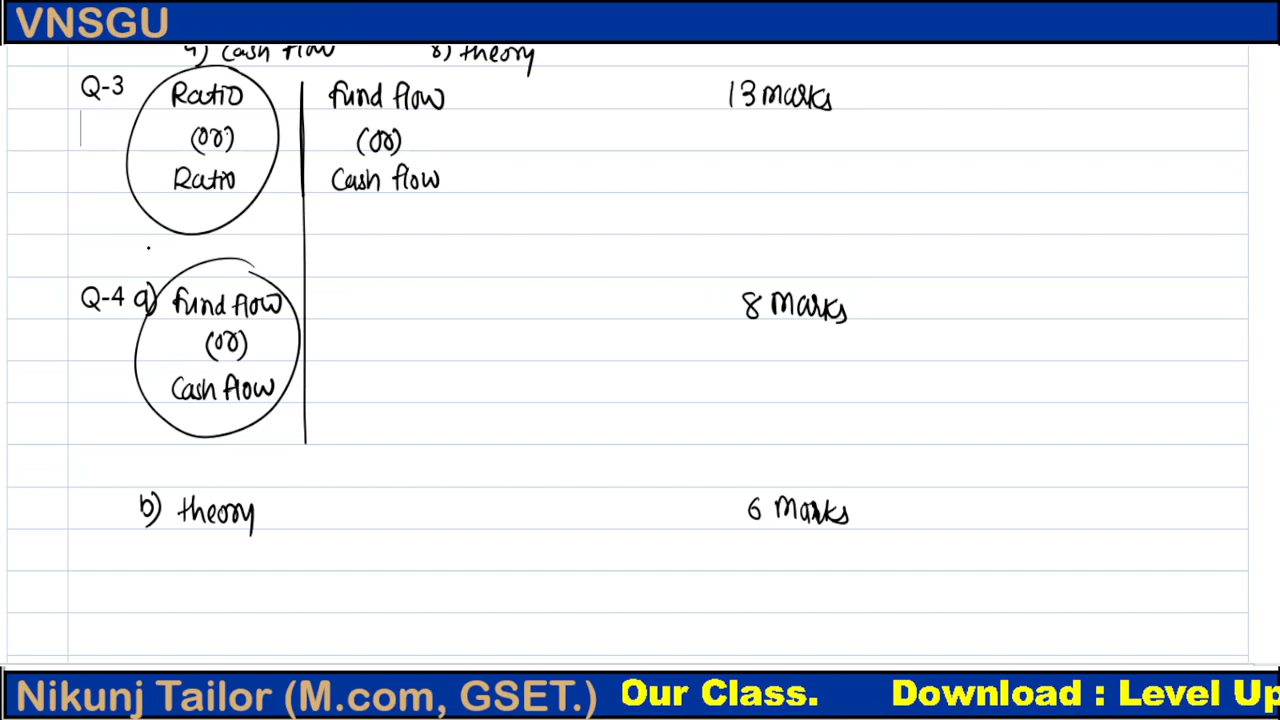 VNSGU
4) Cash flow 8) theory
Q-3 Ratio Fund flow 13 marks
(or) (or)
Ratio Cash flow
Q-4 a) Fund flow 8 Marks
(or)
Cash flow
b) theory 6 Marks
Nikunj Tailor (M.com, GSET.) Our Class. Download : Level Up